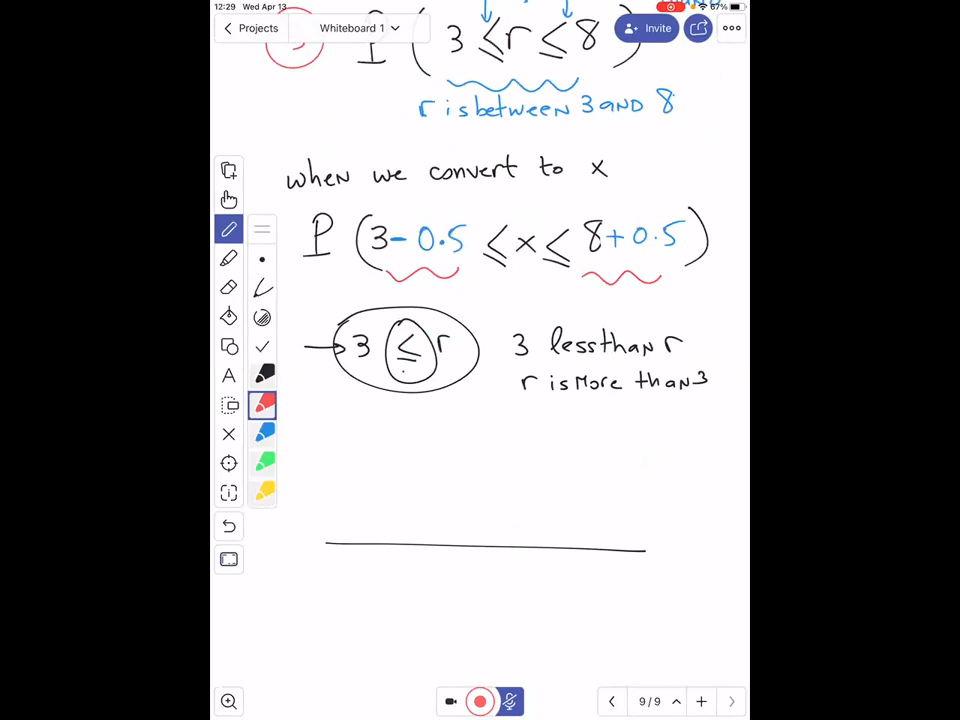 12:29 Wed Apr 13
67%
Projects
Whiteboard 1
Invite
P ( 3 ≤ r ≤ 8 )
r is between 3 AND 8
when we convert to x
P (3 - 0.5 ≤ x ≤ 8 + 0.5)
3 ≤ r
3 less than r
r is More than 3
A
9/9